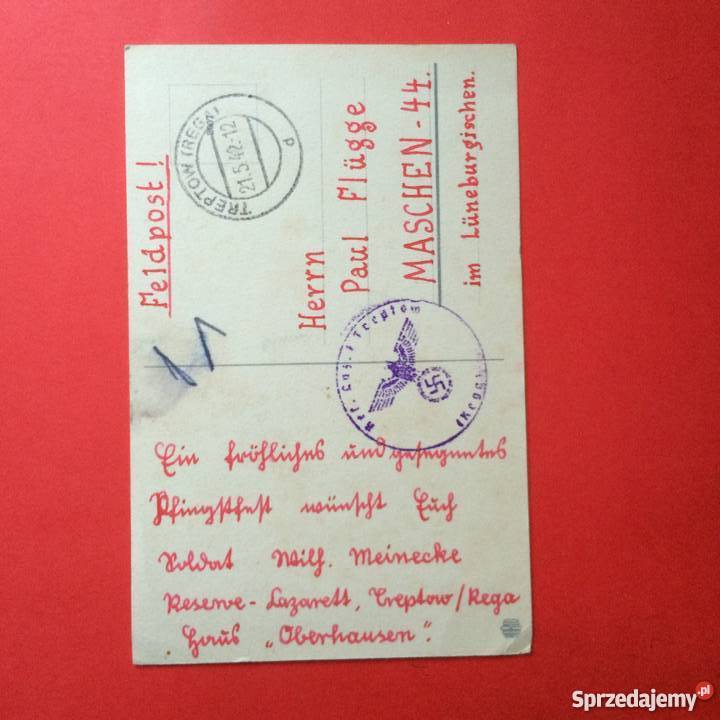 Feldpost!
TREPTOW (REGA)
21.5.42.-12
Herrn
Paul Flügge
MASCHEN - 44.
im Lüneburgischen.
Treptow
Ein fröhliches und gesegnetes
Pfingstfest wünscht Euch
Soldat Wilh. Meinecke
Reserve-Lazarett, Treptow/Rega
Haus „Oberhausen".
Sprzedajemy.pl